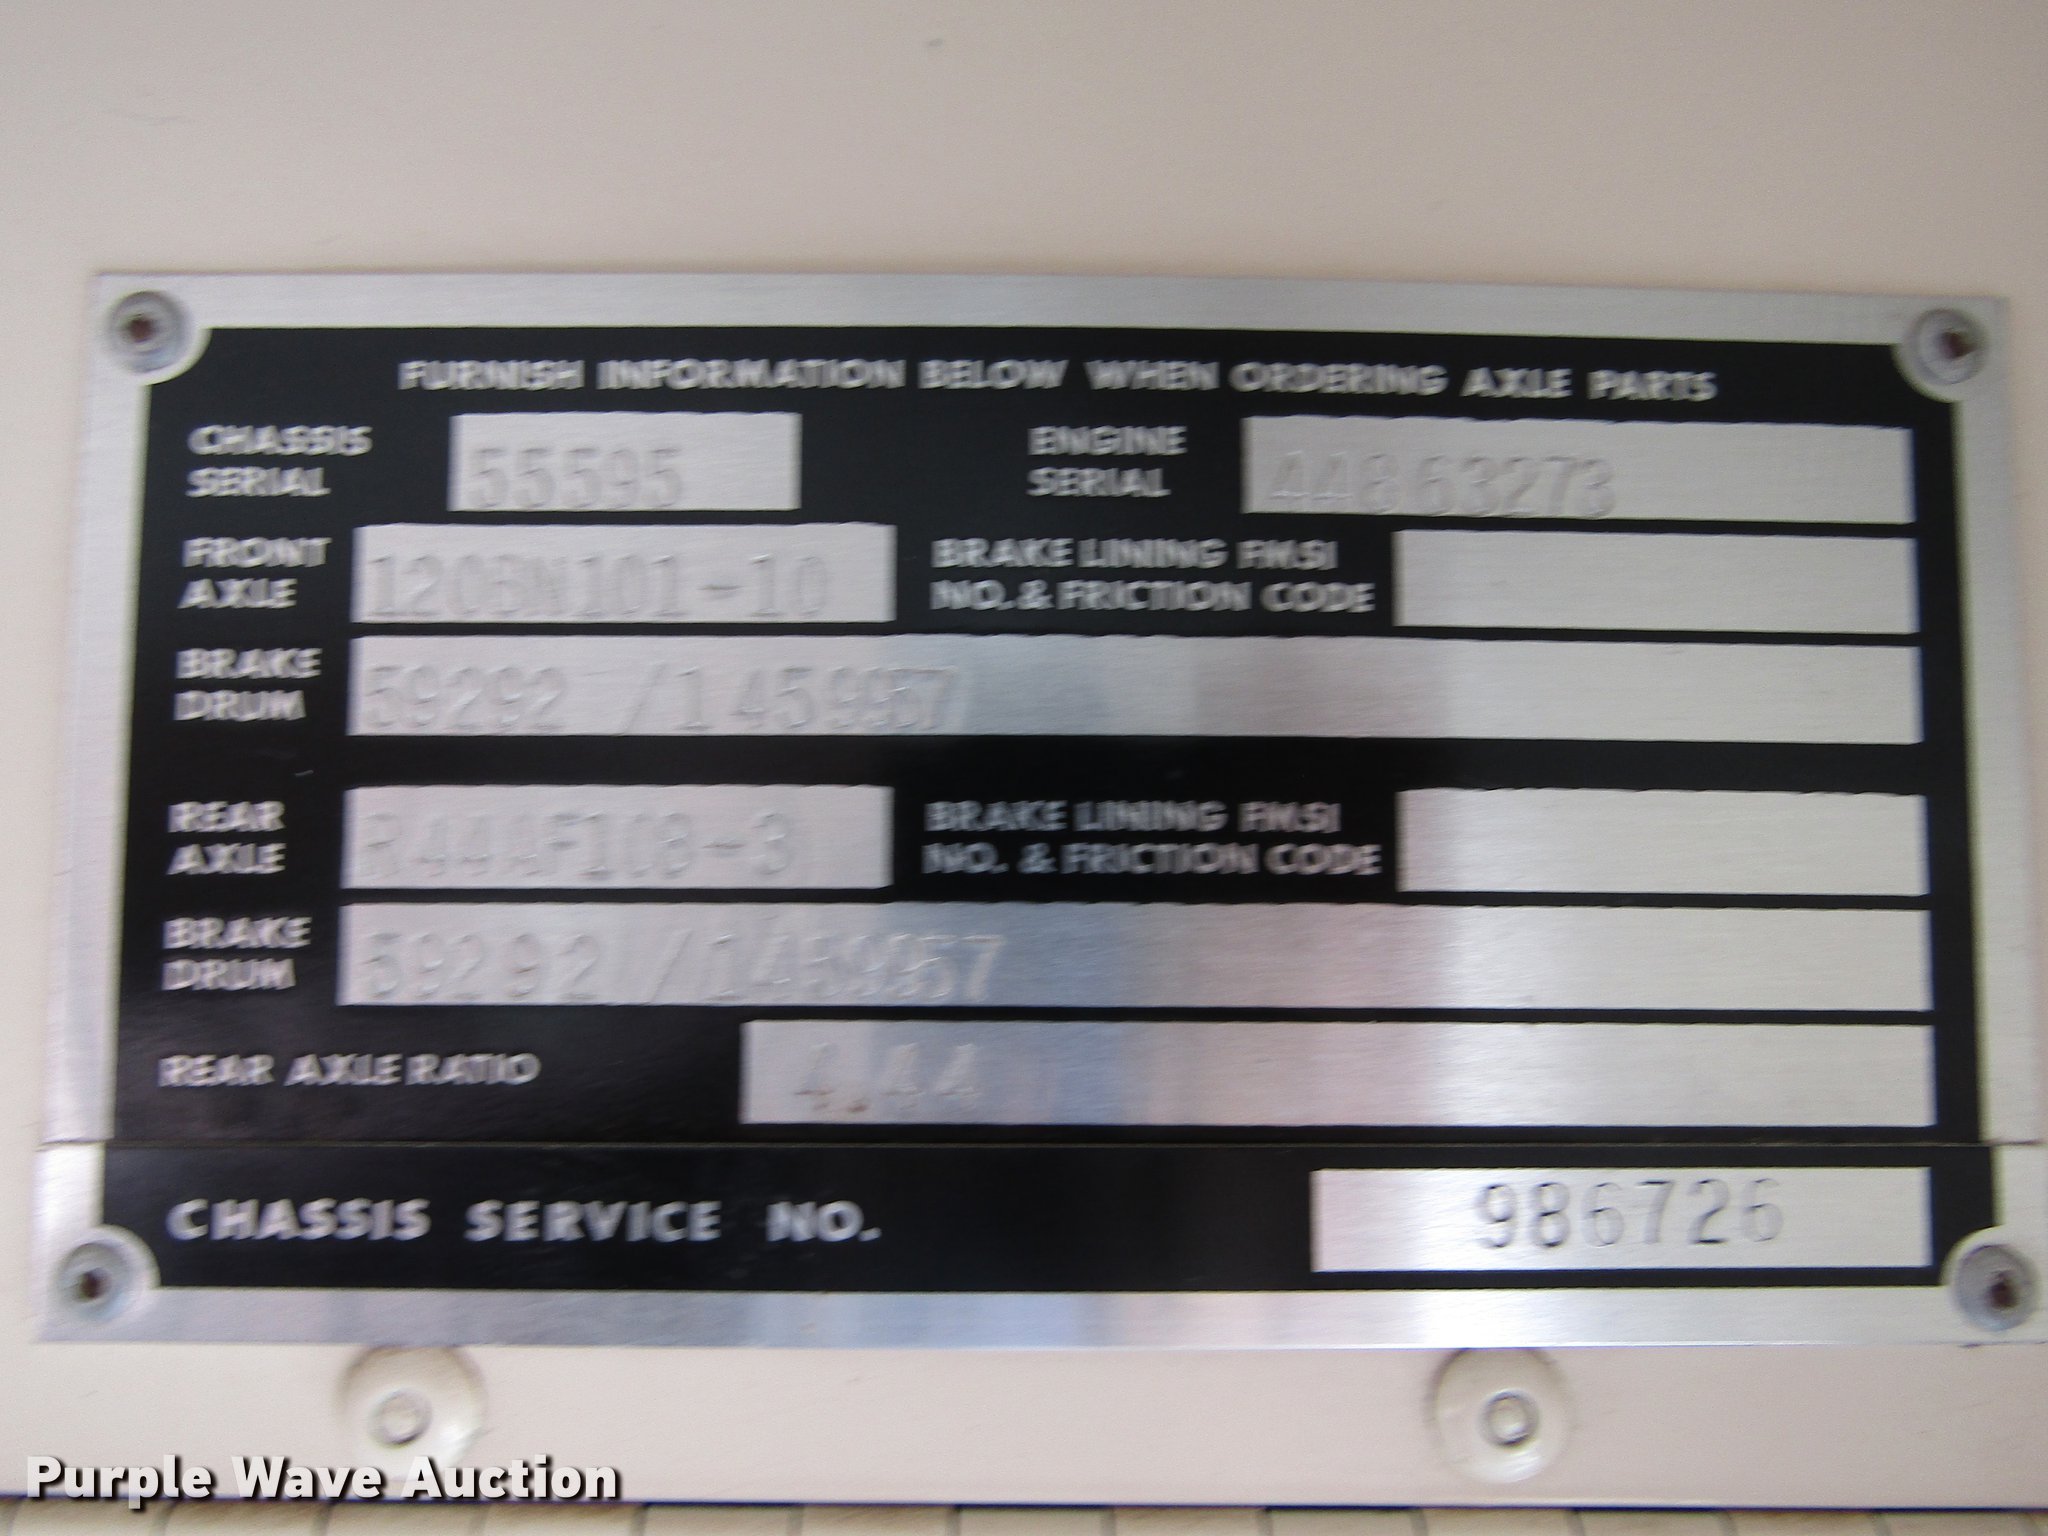 FURNISH INFORMATION BELOW WHEN ORDERING AXLE PARTS
CHASSIS SERIAL 55595
ENGINE SERIAL 44863273
FRONT AXLE 120BN101-10
BRAKE LINING FMSI NO. & FRICTION CODE
BRAKE DRUM 59292 /1459957
REAR AXLE R44AF108-3
BRAKE LINING FMSI NO. & FRICTION CODE
BRAKE DRUM 59292 /1459957
REAR AXLE RATIO 4.44
CHASSIS SERVICE NO. 986726
Purple Wave Auction